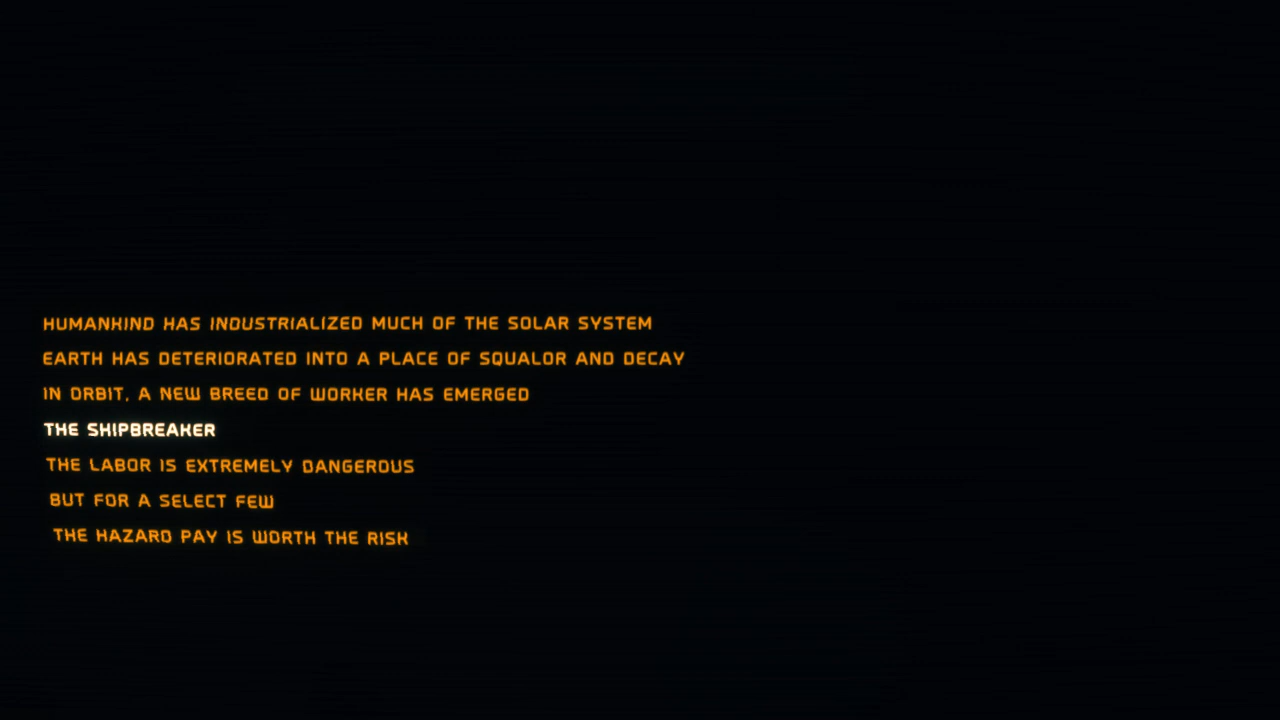 HUMANKIND HAS INDUSTRIALIZED MUCH OF THE SOLAR SYSTEM
EARTH HAS DETERIORATED INTO A PLACE OF SQUALOR AND DECAY
IN ORBIT, A NEW BREED OF WORKER HAS EMERGED
THE SHIPBREAKER
THE LABOR IS EXTREMELY DANGEROUS
BUT FOR A SELECT FEW
THE HAZARD PAY IS WORTH THE RISK